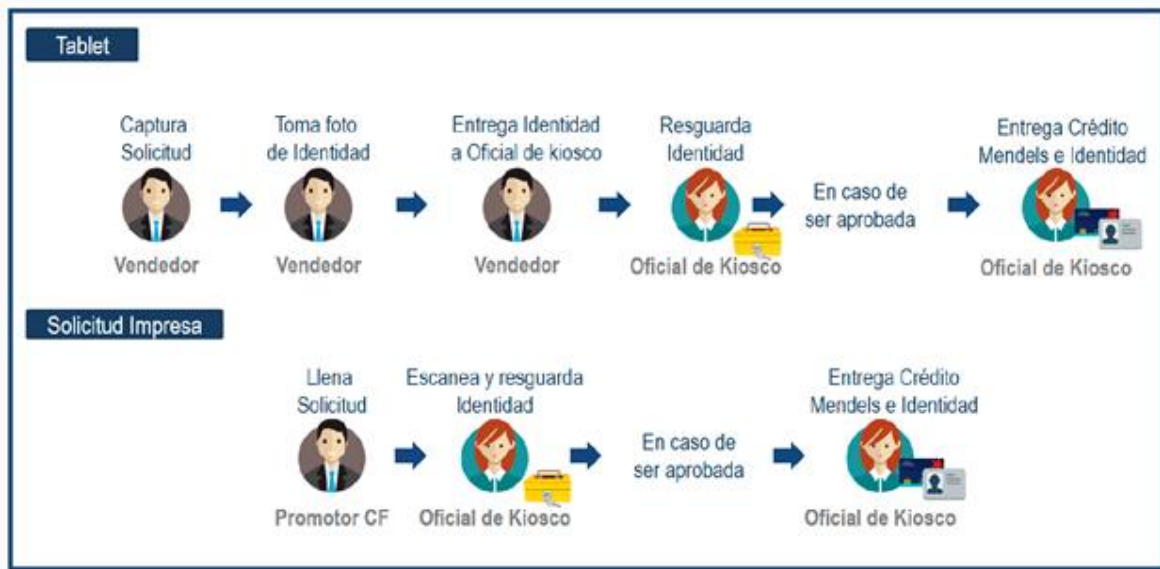 Tablet
Captura
Solicitud
Toma foto
de Identidad
Entrega Identidad
a Oficial de kiosco
Resguarda
Identidad
En caso de
ser aprobada
Entrega Crédito
Mendels e Identidad
Vendedor
Vendedor
Vendedor
Oficial de Kiosco
Oficial de Kiosco
Solicitud Impresa
Llena
Solicitud
Escanea y resguarda
Identidad
En caso de
ser aprobada
Entrega Crédito
Mendels e Identidad
Promotor CF
Oficial de Kiosco
Oficial de Kiosco